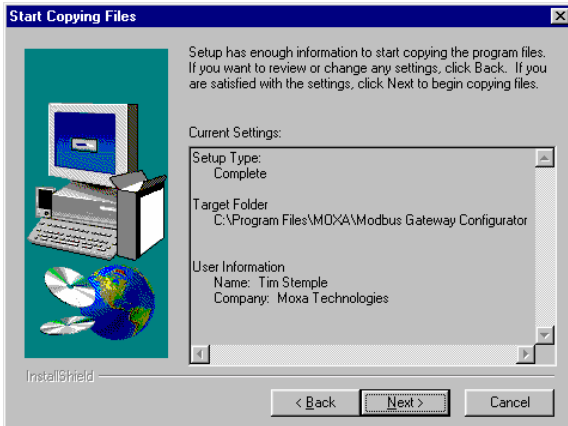 Start Copying Files
Setup has enough information to start copying the program files.
If you want to review or change any settings, click Back. If you
are satisfied with the settings, click Next to begin copying files.
Current Settings:
Setup Type:
Complete
Target Folder
C:\Program Files\MOXA\Modbus Gateway Configurator
User Information
Name: Tim Stemple
Company: Moxa Technologies
InstallShield
< Back
Next >
Cancel